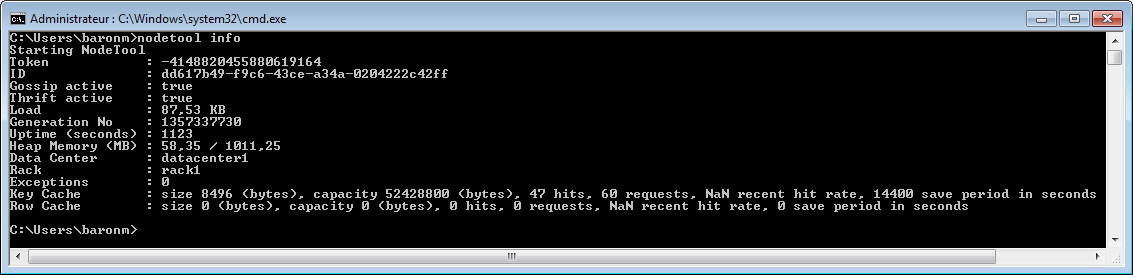 Administrateur : C:\Windows\system32\cmd.exe
C:\Users\baronm>nodetool info
Starting NodeTool
Token            : -4148820455880619164
ID               : dd617b49-f9c6-43ce-a34a-0204222c42ff
Gossip active    : true
Thrift active    : true
Load             : 87,53 KB
Generation No    : 1357337730
Uptime (seconds) : 1123
Heap Memory (MB) : 58,35 / 1011,25
Data Center      : datacenter1
Rack             : rack1
Exceptions       : 0
Key Cache        : size 8496 (bytes), capacity 52428800 (bytes), 47 hits, 60 requests, NaN recent hit rate, 14400 save period in seconds
Row Cache        : size 0 (bytes), capacity 0 (bytes), 0 hits, 0 requests, NaN recent hit rate, 0 save period in seconds
C:\Users\baronm>